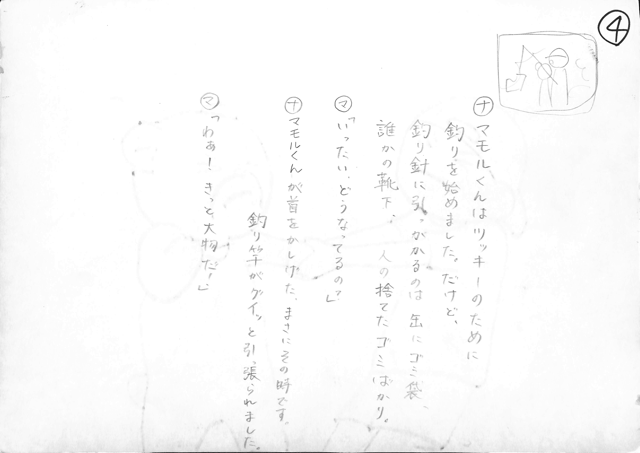 ④
ナ マモルくんはツッキーのために
釣りを始めました。だけど、
釣り針に引っかかるのは 缶にゴミ袋、
誰かの靴下、人の捨てたゴミばかり。
マ「いったい、どうなってるの？」
ナ マモルくんが首をかしげた、まさにその時です。
釣り竿がグイッと引っ張られました。
マ「わぁ！きっと、大物だ！」